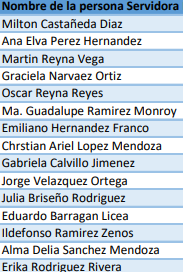 Nombre de la persona Servidora
Milton Castañeda Diaz
Ana Elva Perez Hernandez
Martin Reyna Vega
Graciela Narvaez Ortiz
Oscar Reyna Reyes
Ma. Guadalupe Ramirez Monroy
Emiliano Hernandez Franco
Chrstian Ariel Lopez Mendoza
Gabriela Calvillo Jimenez
Jorge Velazquez Ortega
Julia Briseño Rodriguez
Eduardo Barragan Licea
Ildefonso Ramirez Zenos
Alma Delia Sanchez Mendoza
Erika Rodriguez Rivera